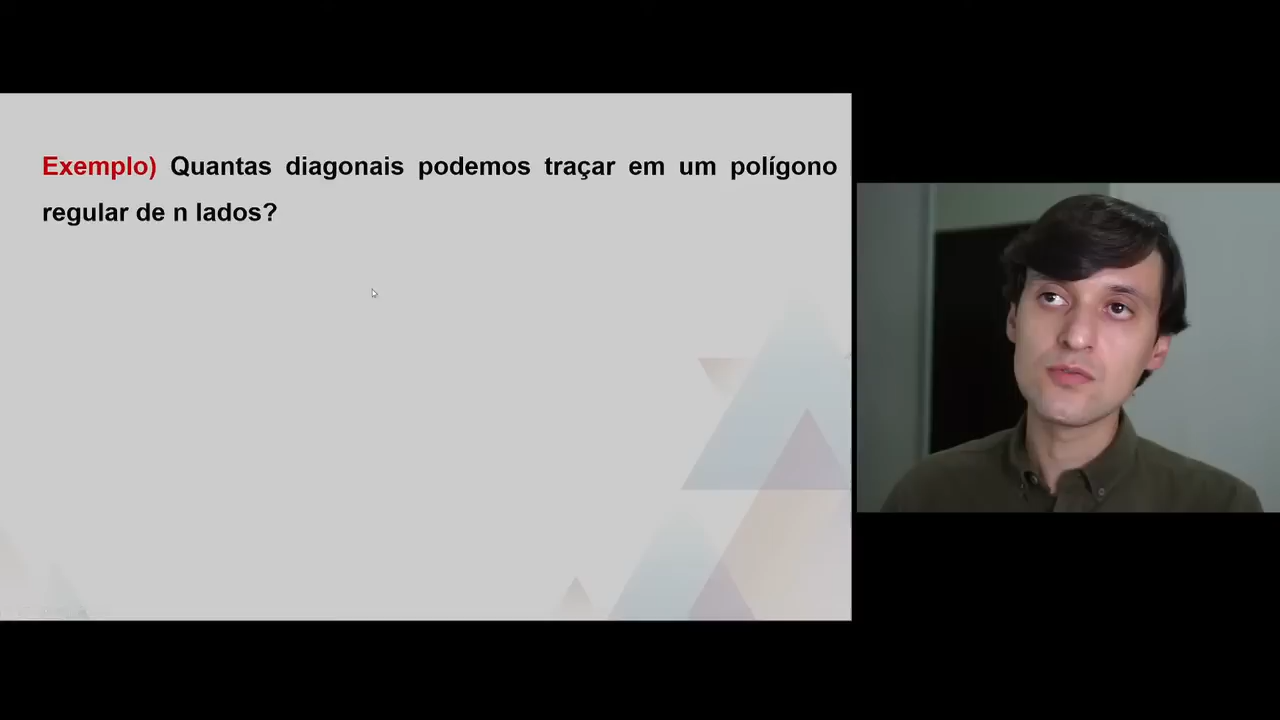 Exemplo) Quantas diagonais podemos traçar em um polígono
regular de n lados?